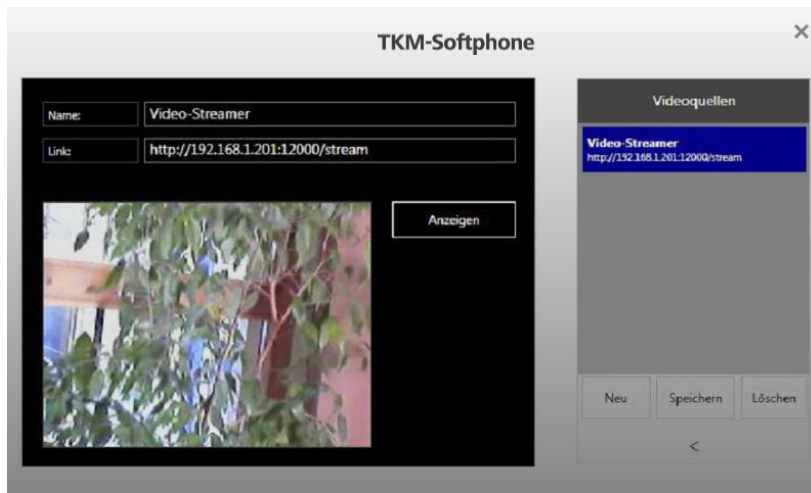 TKM-Softphone
Name:
Video-Streamer
Link:
http://192.168.1.201:12000/stream
Anzeigen
Videoquellen
Video-Streamer
http://192.168.1.201:12000/stream
Neu
Speichern
Löschen
<